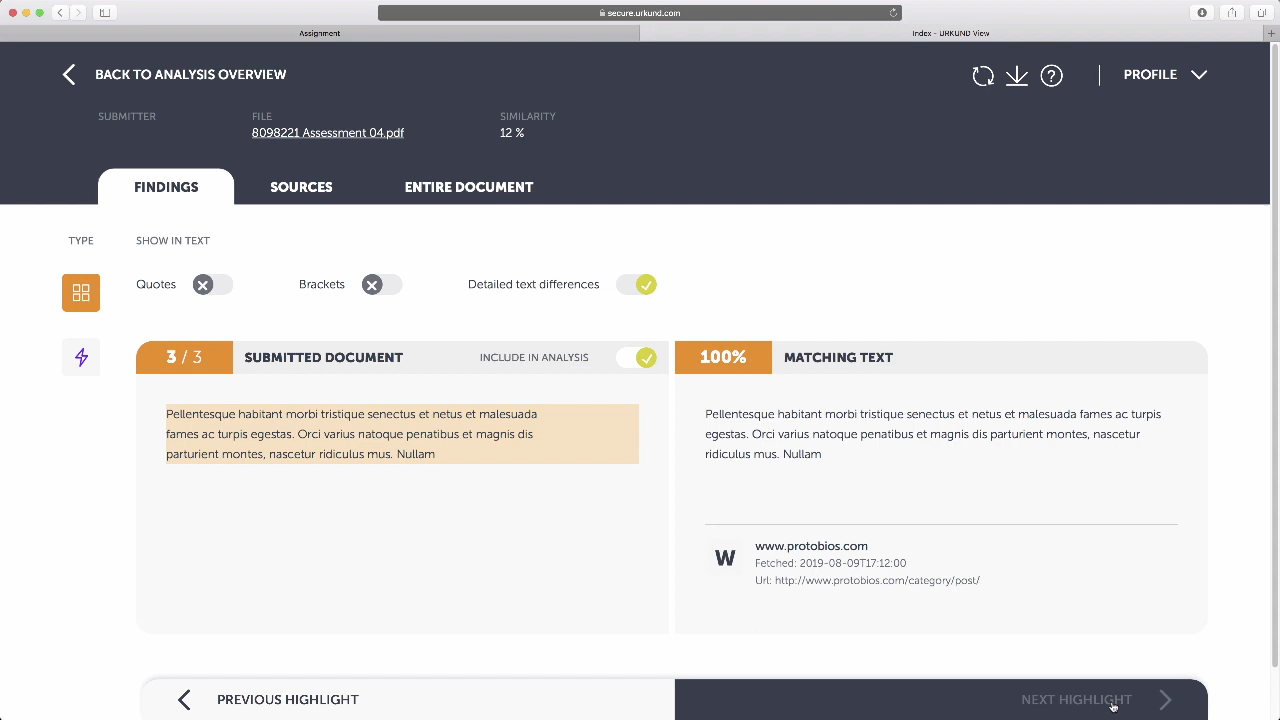 secure.urkund.com
Assignment
Index - URKUND View
BACK TO ANALYSIS OVERVIEW
PROFILE
SUBMITTER
FILE
SIMILARITY
8098221 Assessment 04.pdf
12 %
FINDINGS
SOURCES
ENTIRE DOCUMENT
TYPE
SHOW IN TEXT
Quotes
Brackets
Detailed text differences
3 / 3
SUBMITTED DOCUMENT
INCLUDE IN ANALYSIS
100%
MATCHING TEXT
Pellentesque habitant morbi tristique senectus et netus et malesuada
fames ac turpis egestas. Orci varius natoque penatibus et magnis dis
parturient montes, nascetur ridiculus mus. Nullam
Pellentesque habitant morbi tristique senectus et netus et malesuada fames ac turpis
egestas. Orci varius natoque penatibus et magnis dis parturient montes, nascetur
ridiculus mus. Nullam
W
www.protobios.com
Fetched: 2019-08-09T17:12:00
Url: http://www.protobios.com/category/post/
PREVIOUS HIGHLIGHT
NEXT HIGHLIGHT